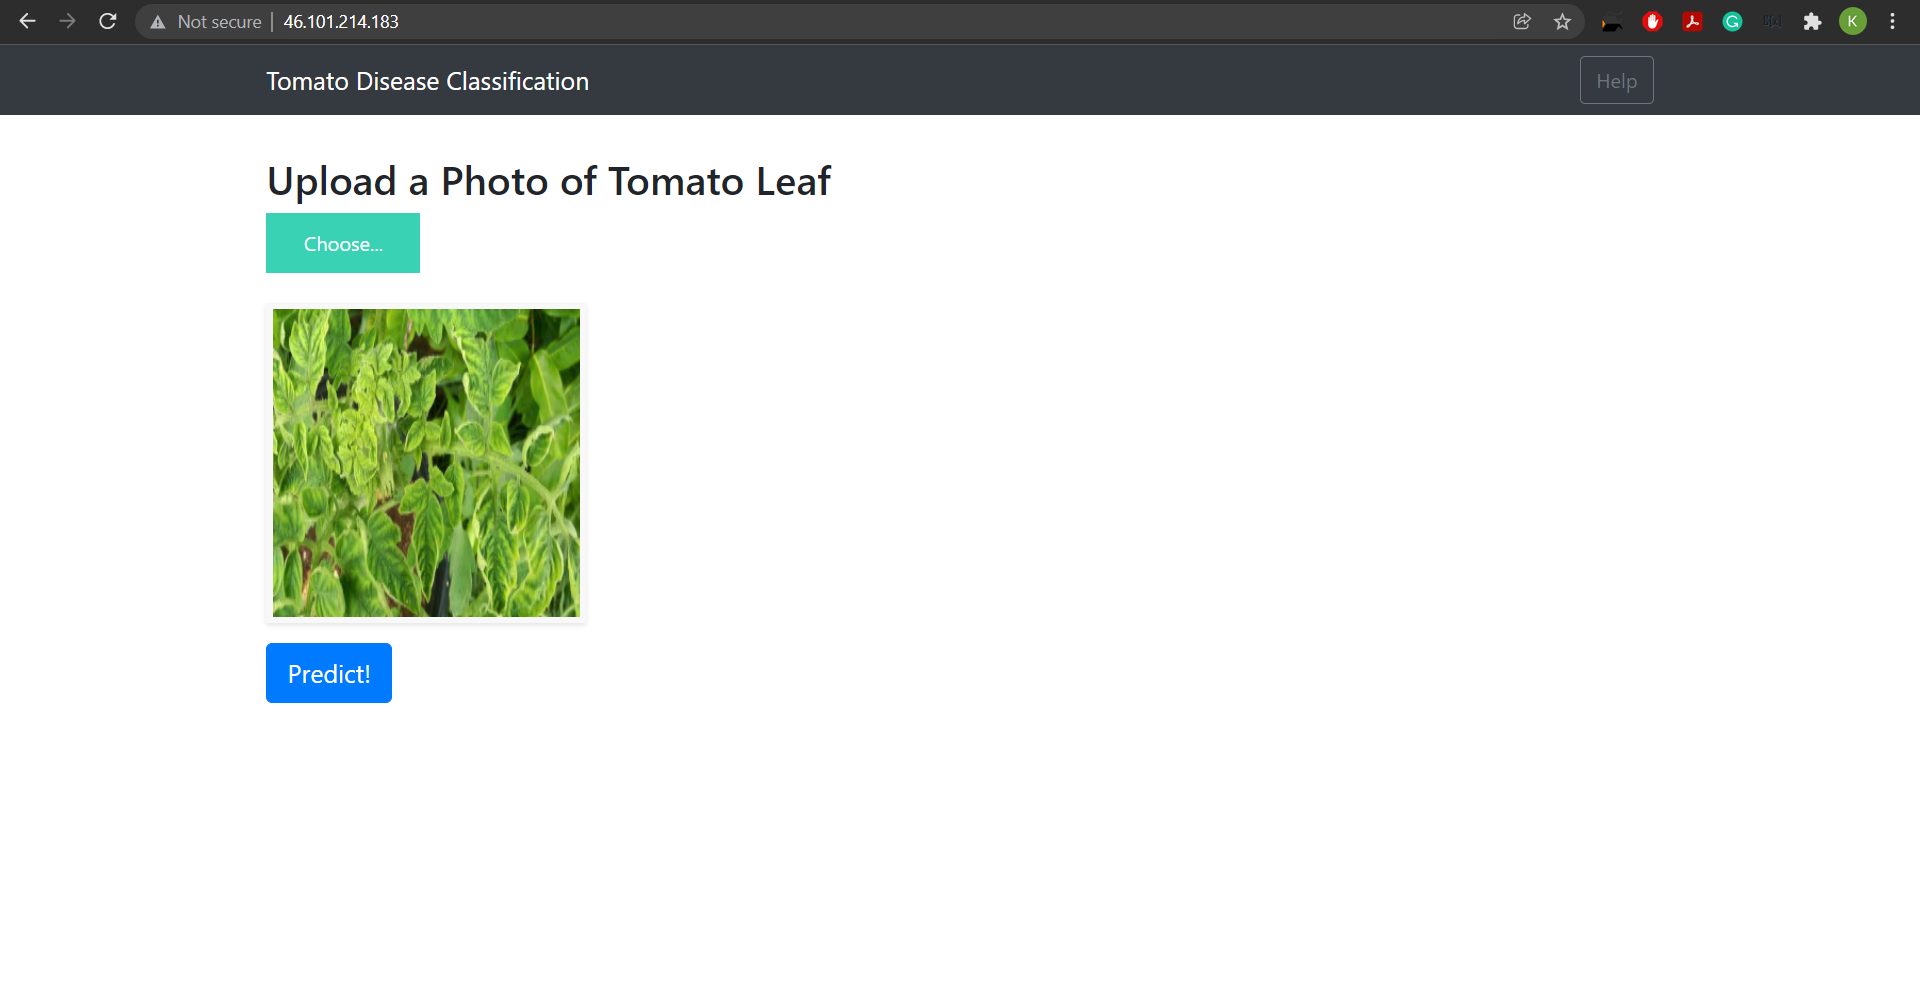 Not secure | 46.101.214.183
K
Tomato Disease Classification
Help
Upload a Photo of Tomato Leaf
Choose...
Predict!